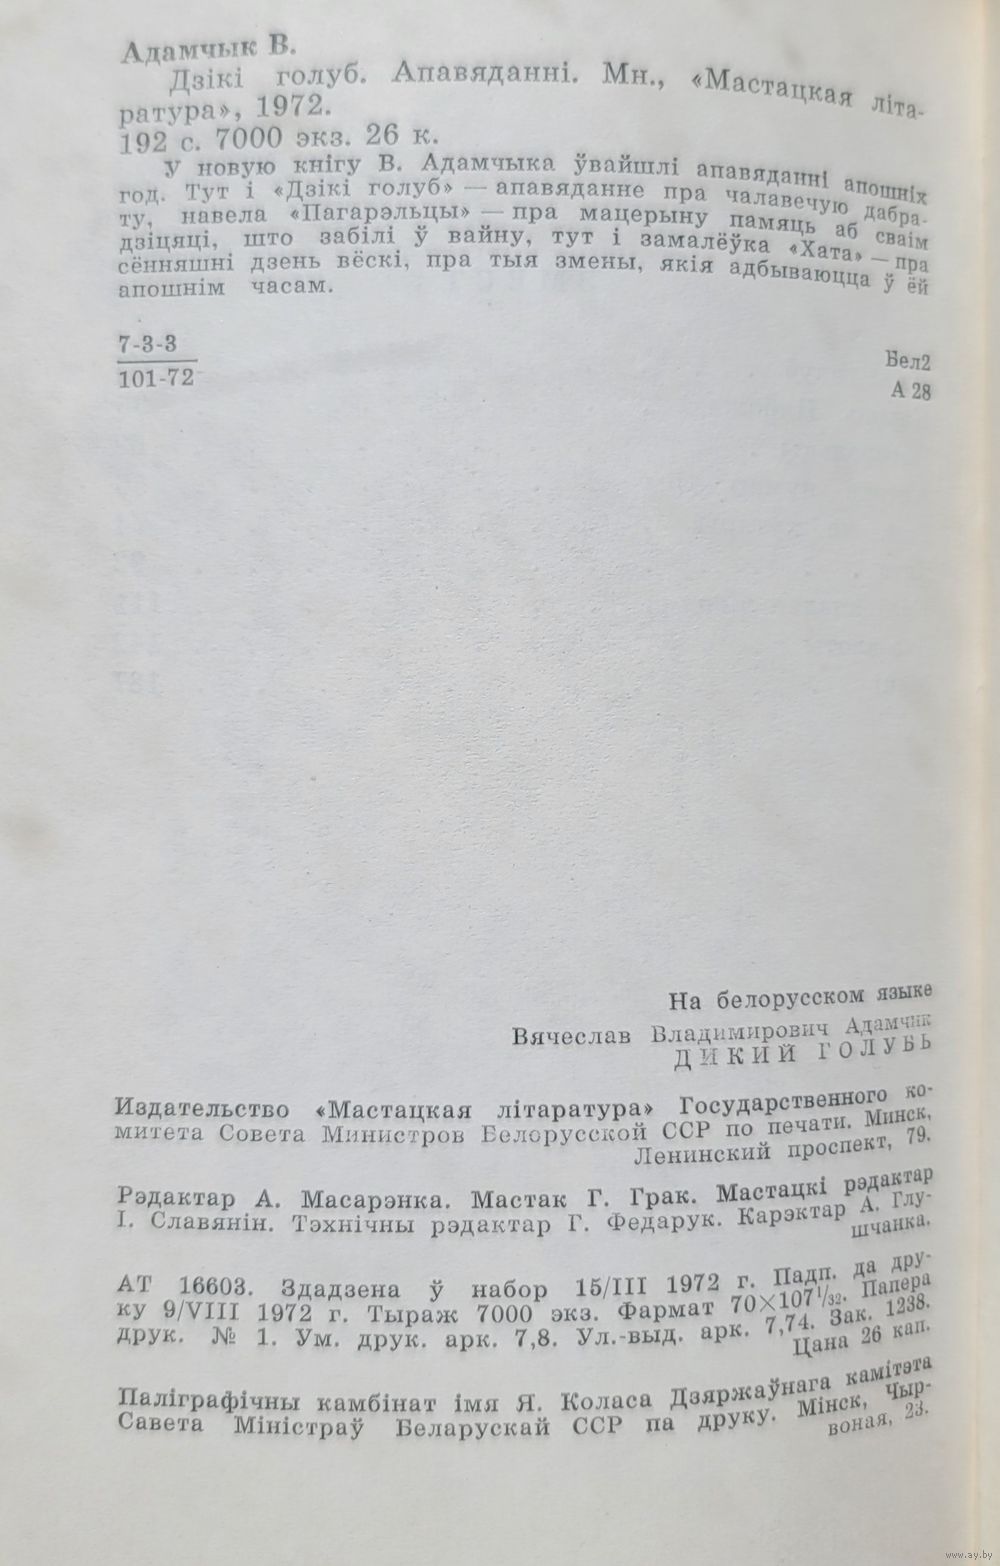 Адамчык В.
Дзікі голуб. Апавяданні. Мн., «Мастацкая літа-
ратура», 1972.
192 с. 7000 экз. 26 к.
У новую кнігу В. Адамчыка ўвайшлі апавяданні апошніх
год. Тут і «Дзікі голуб» — апавяданне пра чалавечую дабра-
ту, навела «Пагарэльцы» — пра мацерыну памяць аб сваім
дзіцяці, што забілі ў вайну, тут і замалёўка «Хата» — пра
сённяшні дзень вёскі, пра тыя змены, якія адбываюцца ў ёй
апошнім часам.
7-3-3
101-72
Бел2
А 28
На белорусском языке
Вячеслав Владимирович Адамчик
ДИКИЙ ГОЛУБЬ
Издательство «Мастацкая літаратура» Государственного ко-
митета Совета Министров Белорусской ССР по печати. Минск,
Ленинский проспект, 79.
Рэдактар А. Масарэнка. Мастак Г. Грак. Мастацкі рэдактар
І. Славянін. Тэхнічны рэдактар Г. Федарук. Карэктар А. Глу-
шчанка.
АТ 16603. Здадзена ў набор 15/III 1972 г. Падп. да дру-
ку 9/VIII 1972 г. Тыраж 7000 экз. Фармат 70×107¹/₃₂. Папера
друк. № 1. Ум. друк. арк. 7,8. Ул.-выд. арк. 7,74. Зак. 1238.
Цана 26 кап.
Паліграфічны камбінат імя Я. Коласа Дзяржаўнага камітэта
Савета Міністраў Беларускай ССР па друку. Мінск, Чыр-
воная, 23.
www.ay.by